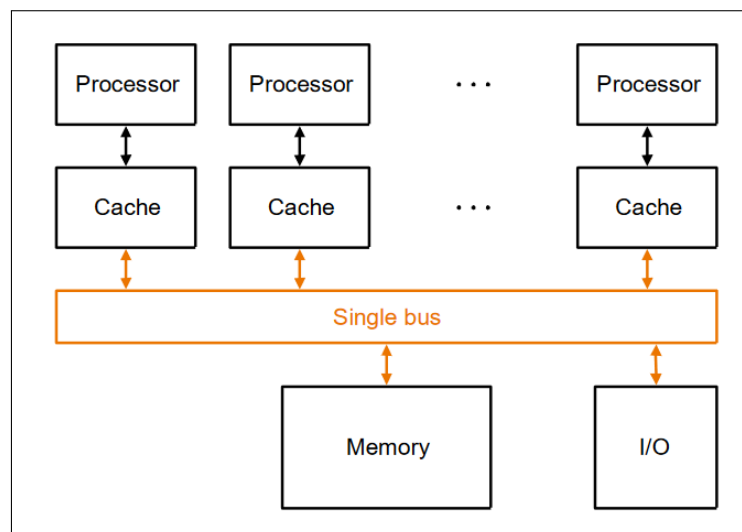 Processor Processor . . . Processor
Cache Cache . . . Cache
Single bus
Memory I/O